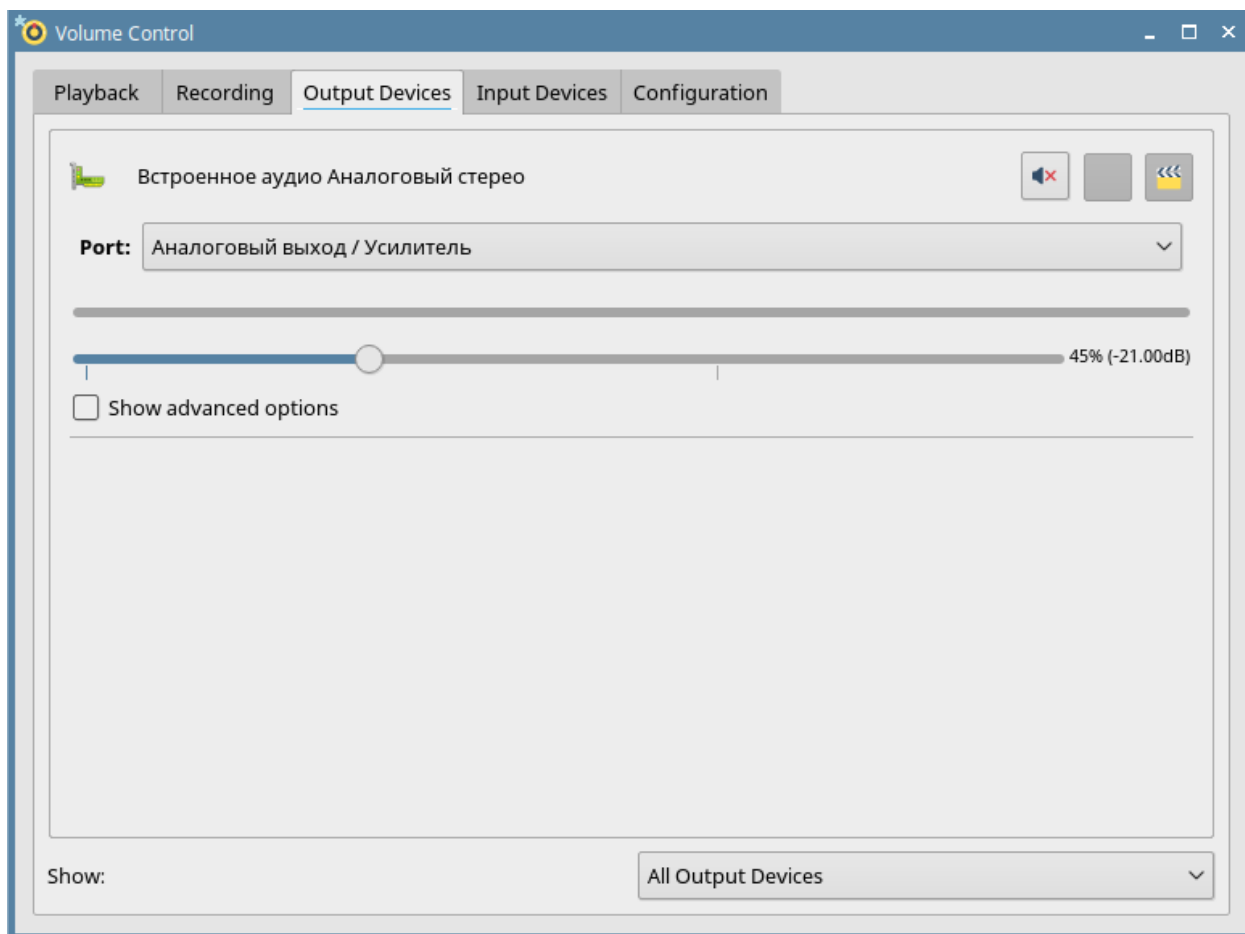 Volume Control
Playback Recording Output Devices Input Devices Configuration
Встроенное аудио Аналоговый стерео
Port: Аналоговый выход / Усилитель
45% (-21.00dB)
Show advanced options
Show: All Output Devices